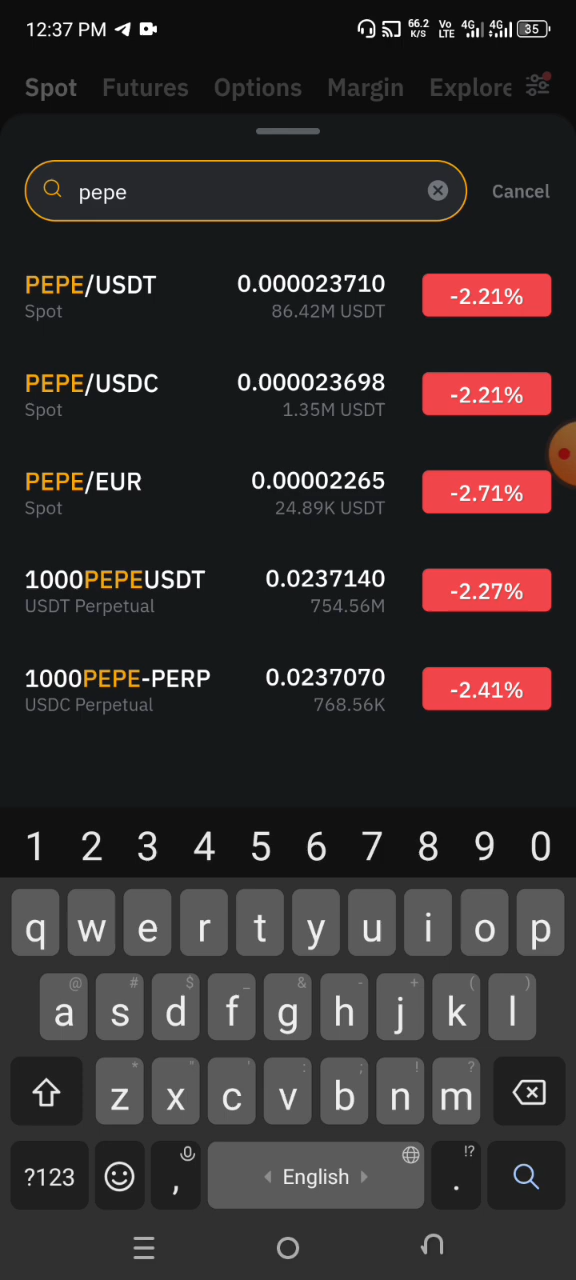 12:37 PM
66.2 K/S Vo LTE 4G 4G 35
Spot Futures Options Margin Explore
pepe Cancel
PEPE/USDT 0.000023710 -2.21%
Spot 86.42M USDT
PEPE/USDC 0.000023698 -2.21%
Spot 1.35M USDT
PEPE/EUR 0.00002265 -2.71%
Spot 24.89K USDT
1000PEPEUSDT 0.0237140 -2.27%
USDT Perpetual 754.56M
1000PEPE-PERP 0.0237070 -2.41%
USDC Perpetual 768.56K
1 2 3 4 5 6 7 8 9 0
q w e r t y u i o p
@ # $ _ & - + ( )
a s d f g h j k l
* " ' : ; ! ?
z x c v b n m
!?
?123 , English .